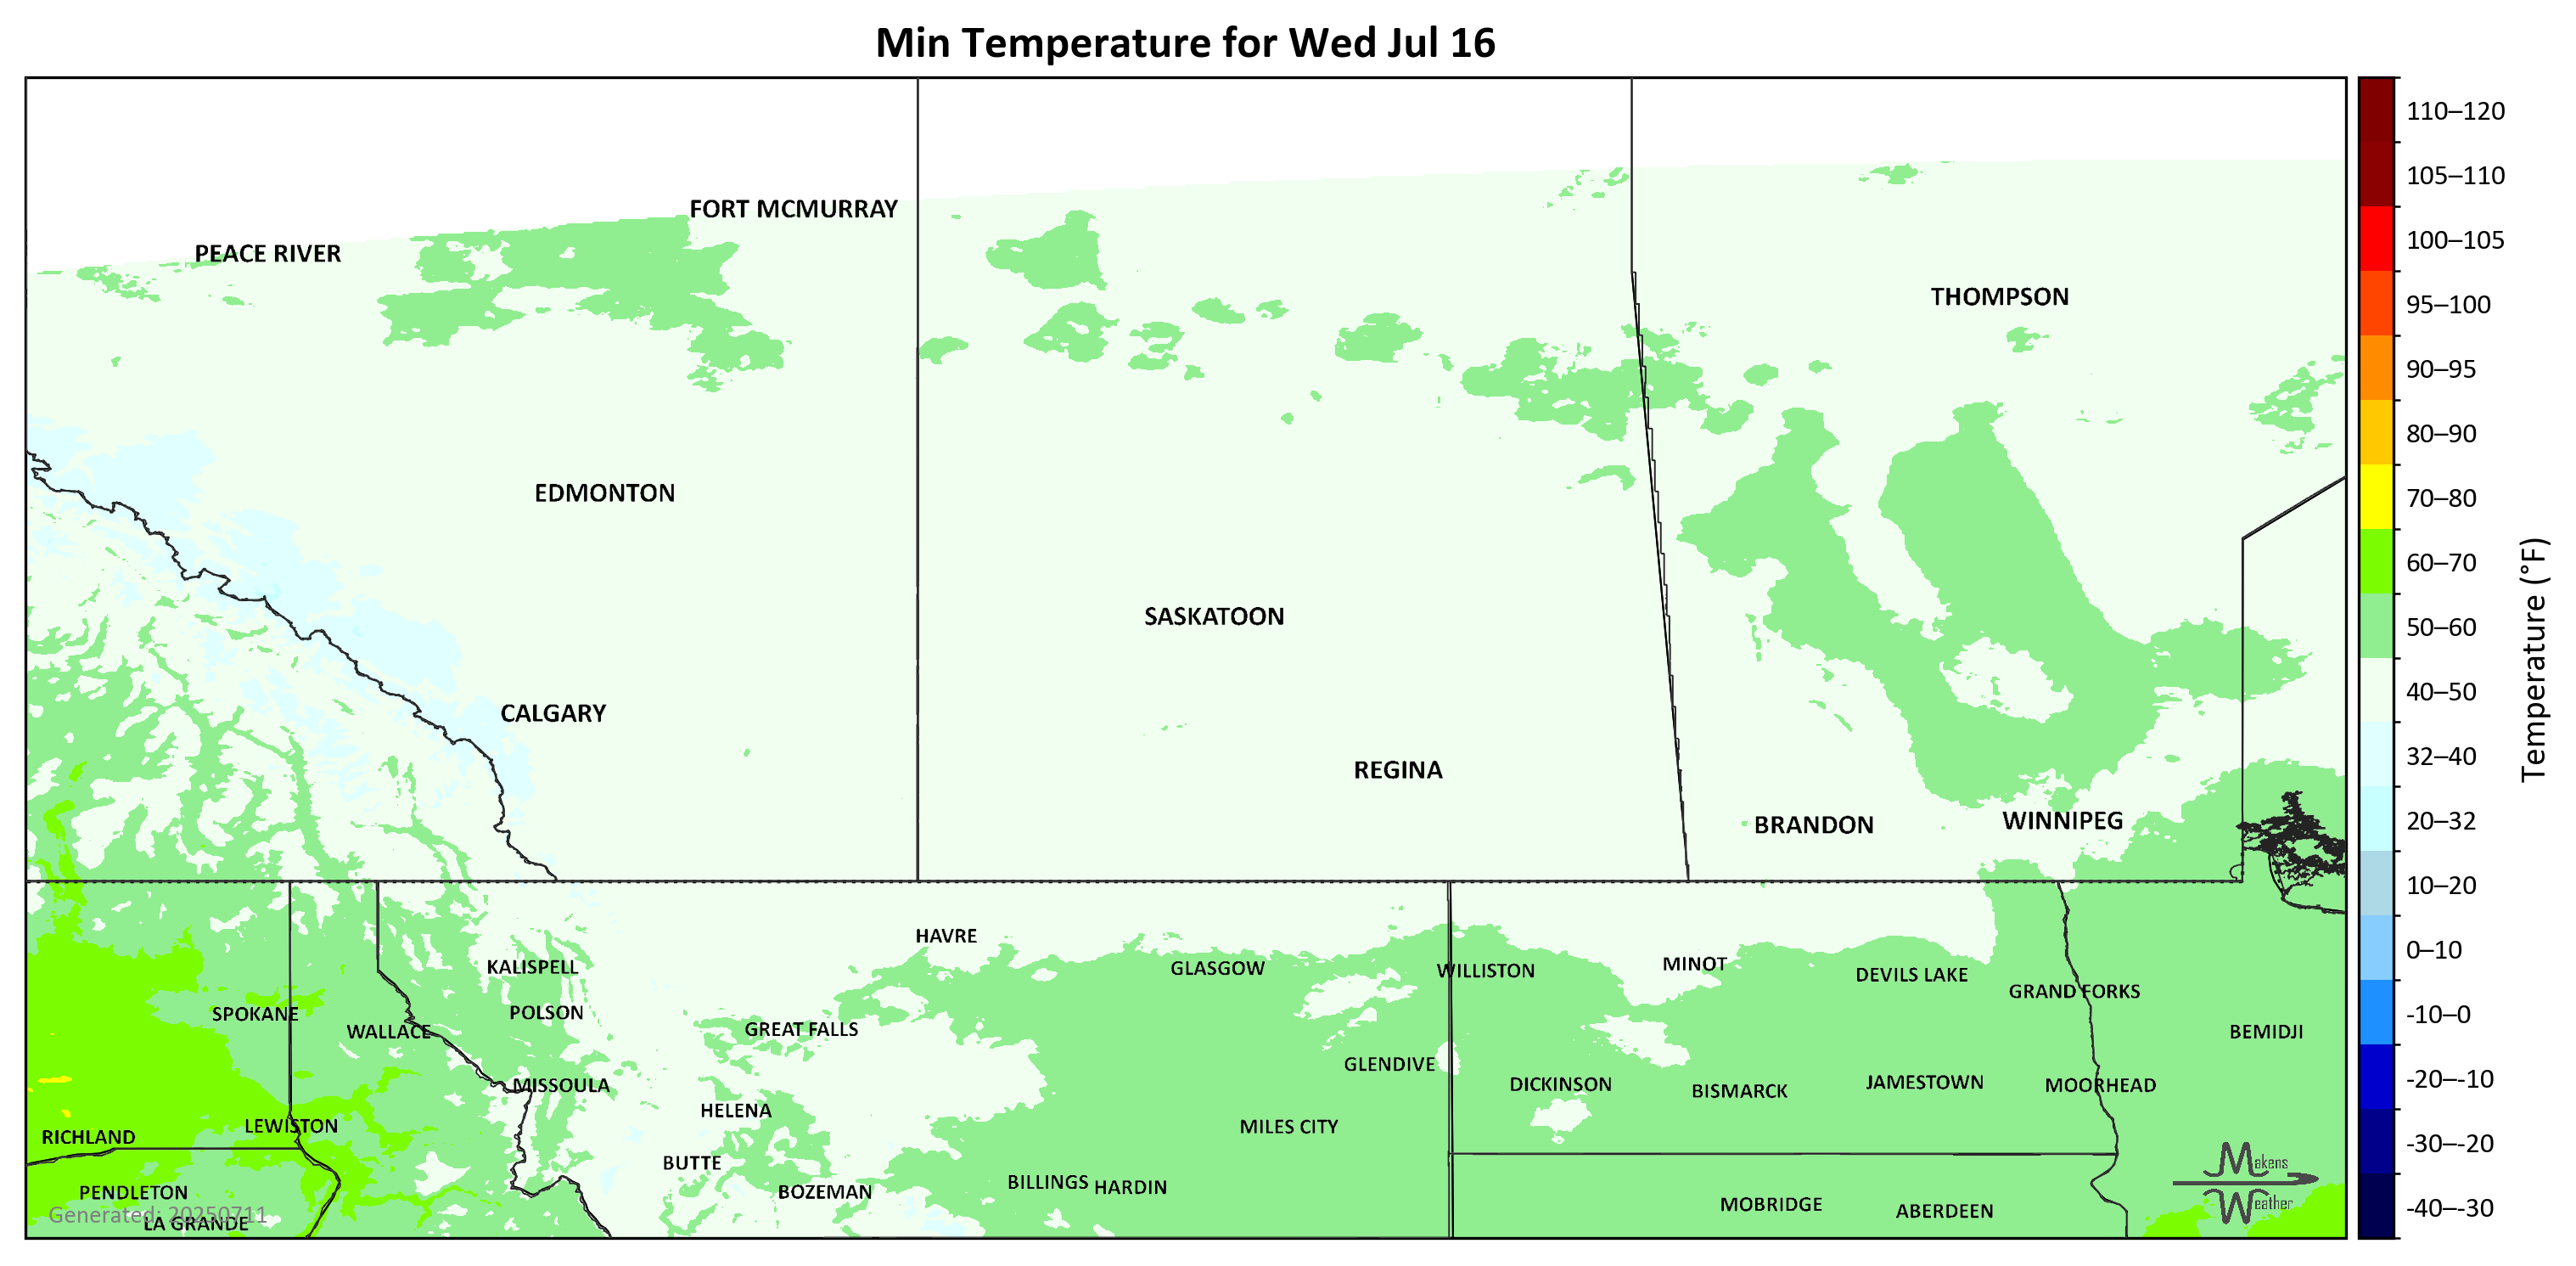 Min Temperature for Wed Jul 16
FORT MCMURRAY
PEACE RIVER
THOMPSON
EDMONTON
SASKATOON
CALGARY
REGINA
BRANDON
WINNIPEG
HAVRE
KALISPELL
GLASGOW
WILLISTON
MINOT
DEVILS LAKE
GRAND FORKS
SPOKANE
POLSON
WALLACE
GREAT FALLS
BEMIDJI
GLENDIVE
MISSOULA
DICKINSON
BISMARCK
JAMESTOWN
MOORHEAD
HELENA
LEWISTON
MILES CITY
RICHLAND
BUTTE
BILLINGS
HARDIN
PENDLETON
BOZEMAN
MOBRIDGE
ABERDEEN
Generated: 20250711
LA GRANDE
Makens
Weather
110–120
105–110
100–105
95–100
90–95
80–90
70–80
60–70
50–60
40–50
32–40
20–32
10–20
0–10
-10–0
-20–-10
-30–-20
-40–-30
Temperature (°F)